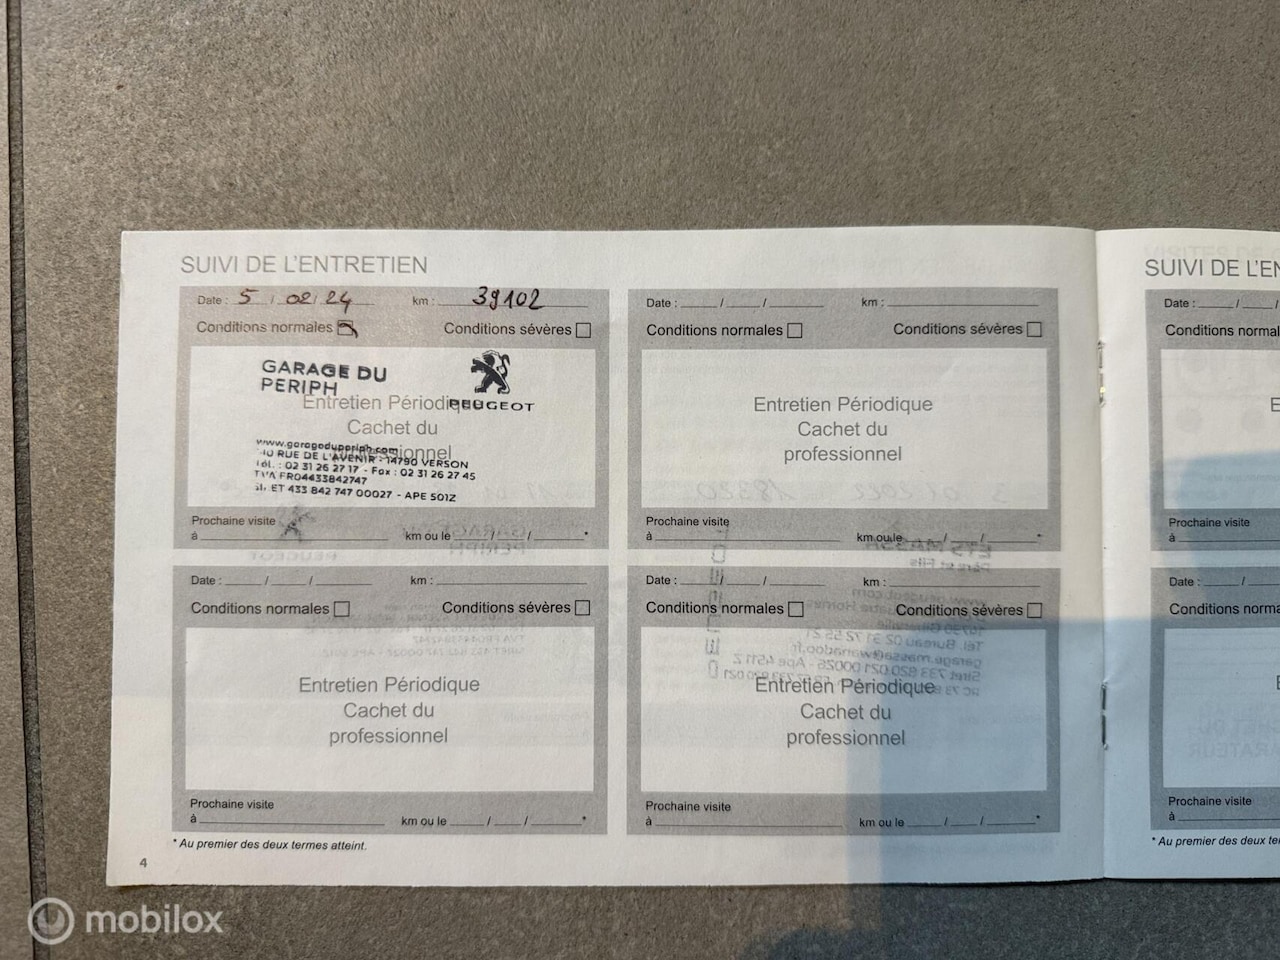 SUIVI DE L'ENTRETIEN
Date : 5 / 02 / 24 km : 39102
Conditions normales Conditions sévères
GARAGE DU
PERIPH
PEUGEOT
Entretien Périodique
Cachet du
professionnel
www.garageduperiph.com
RUE DE L'AVENIR - 14790 VERSON
Tél. : 02 31 26 27 17 - Fax : 02 31 26 27 45
TVA FR04433842747
SIRET 433 842 747 00027 - APE 501Z
Prochaine visite
à km ou le / / *
Date : / / km :
Conditions normales Conditions sévères
Entretien Périodique
Cachet du
professionnel
Prochaine visite
à km ou le / / *
Date : / / km :
Conditions normales Conditions sévères
Entretien Périodique
Cachet du
professionnel
Prochaine visite
à km ou le / / *
Date : / / km :
Conditions normales Conditions sévères
Entretien Périodique
Cachet du
professionnel
Prochaine visite
à km ou le / / *
* Au premier des deux termes atteint.
4
SUIVI DE L'EN
Date : /
Conditions normal
Prochaine visite
à
Date : /
Conditions norma
Prochaine visite
à
* Au premier des deux te
mobilox